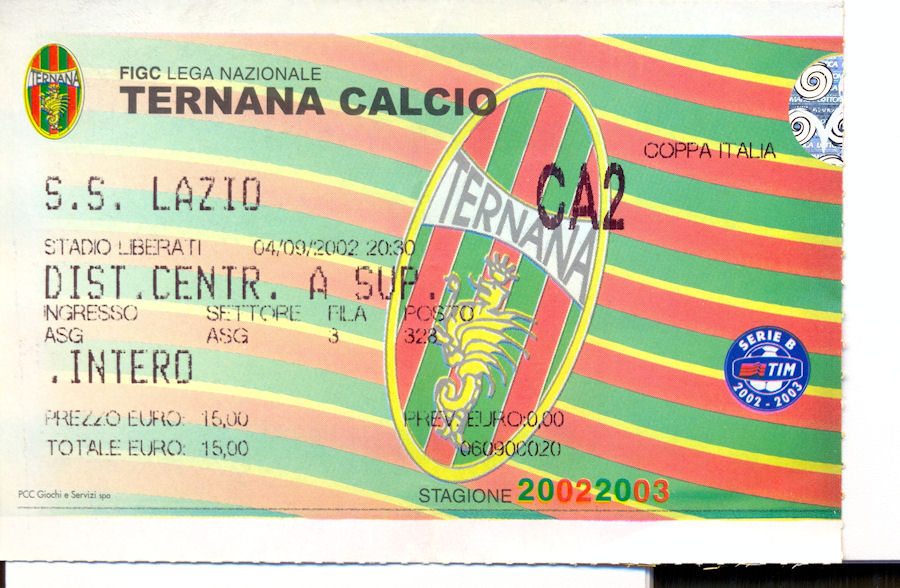 TERNANA
FIGC LEGA NAZIONALE
TERNANA CALCIO
COPPA ITALIA
S.S. LAZIO
CA2
TERNANA
STADIO LIBERATI 04/09/2002 20:30
DIST.CENTR. A SUP.
INGRESSO SETTORE FILA POSTO
ASG ASG 3 328
.INTERO
SERIE B
TIM
2002 - 2003
PREZZO EURO: 15,00 PREV. EURO:0,00
TOTALE EURO: 15,00 060900020
PCC Giochi e Servizi spa
STAGIONE 20022003